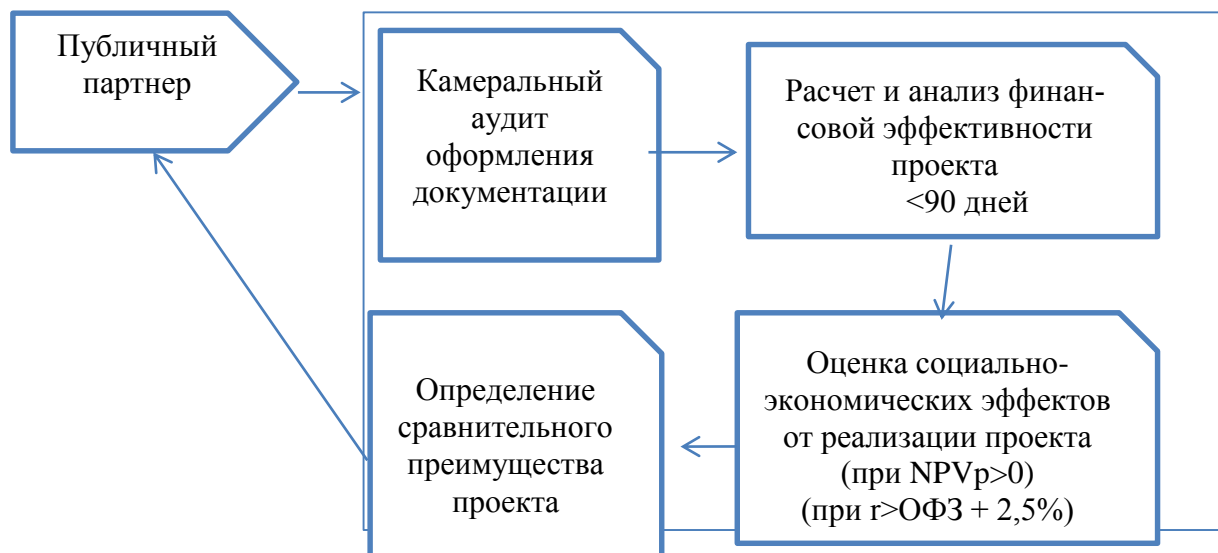 Публичный
партнер
Камеральный
аудит
оформления
документации
Расчет и анализ финан-
совой эффективности
проекта
<90 дней
Оценка социально-
экономических эффектов
от реализации проекта
(при NPVp>0)
(при r>ОФЗ + 2,5%)
Определение
сравнительного
преимущества
проекта